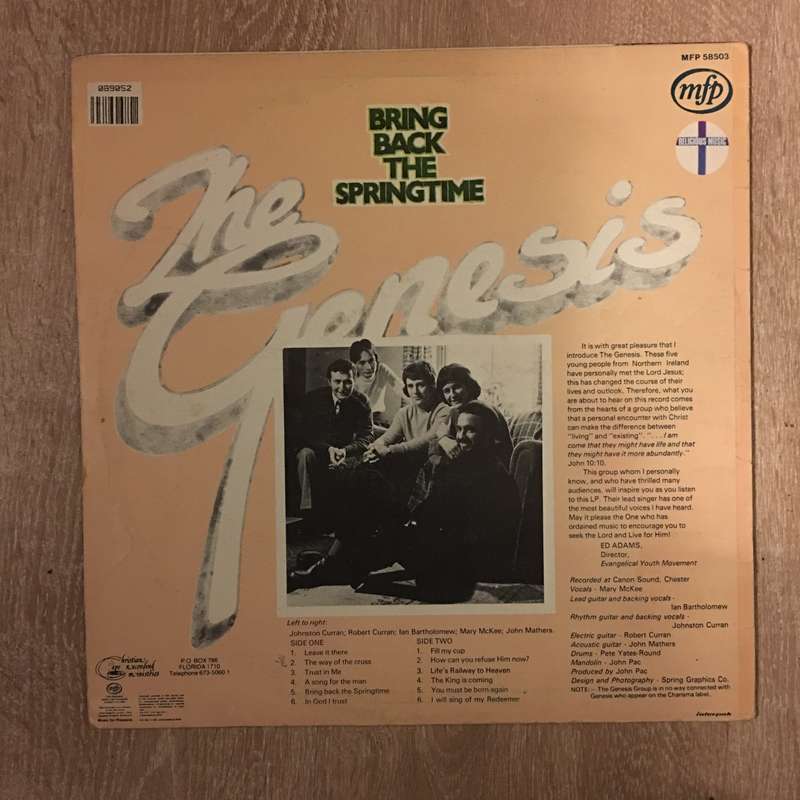 MFP 58503
089052
mfp
RELIGIOUS MUSIC
BRING
BACK
THE
SPRINGTIME
The
Genesis
It is with great pleasure that I
introduce The Genesis. These five
young people from Northern Ireland
have personally met the Lord Jesus;
this has changed the course of their
lives and outlook. Therefore, what you
are about to hear on this record comes
from the hearts of a group who believe
that a personal encounter with Christ
can make the difference between
"living" and "existing". ". . . . I am
come that they might have life and that
they might have it more abundantly."
John 10:10.
This group whom I personally
know, and who have thrilled many
audiences, will inspire you as you listen
to this LP. Their lead singer has one of
the most beautiful voices I have heard.
May it please the One who has
ordained music to encourage you to
seek the Lord and Live for Him!
ED ADAMS,
Director,
Evangelical Youth Movement
Recorded at Canon Sound, Chester
Vocals - Mary McKee
Lead guitar and backing vocals -
Ian Bartholomew
Rhythm guitar and backing vocals -
Johnston Curran
Electric guitar - Robert Curran
Acoustic guitar - John Mathers
Drums - Pete Yates-Round
Mandolin - John Pac
Produced by John Pac
Design and Photography - Spring Graphics Co.
NOTE: - The Genesis Group is in no way connected with
Genesis who appear on the Charisma label.
Left to right:
Johnston Curran; Robert Curran; Ian Bartholomew; Mary McKee; John Mathers.
SIDE ONE
1. Leave it there
2. The way of the cross
3. Trust in Me
4. A song for the man
5. Bring back the Springtime
6. In God I trust
SIDE TWO
1. Fill my cup
2. How can you refuse Him now?
3. Life's Railway to Heaven
4. The King is coming
5. You must be born again
6. I will sing of my Redeemer
P.O. BOX 786
FLORIDA 1710
Telephone 673-5060 1
interpak